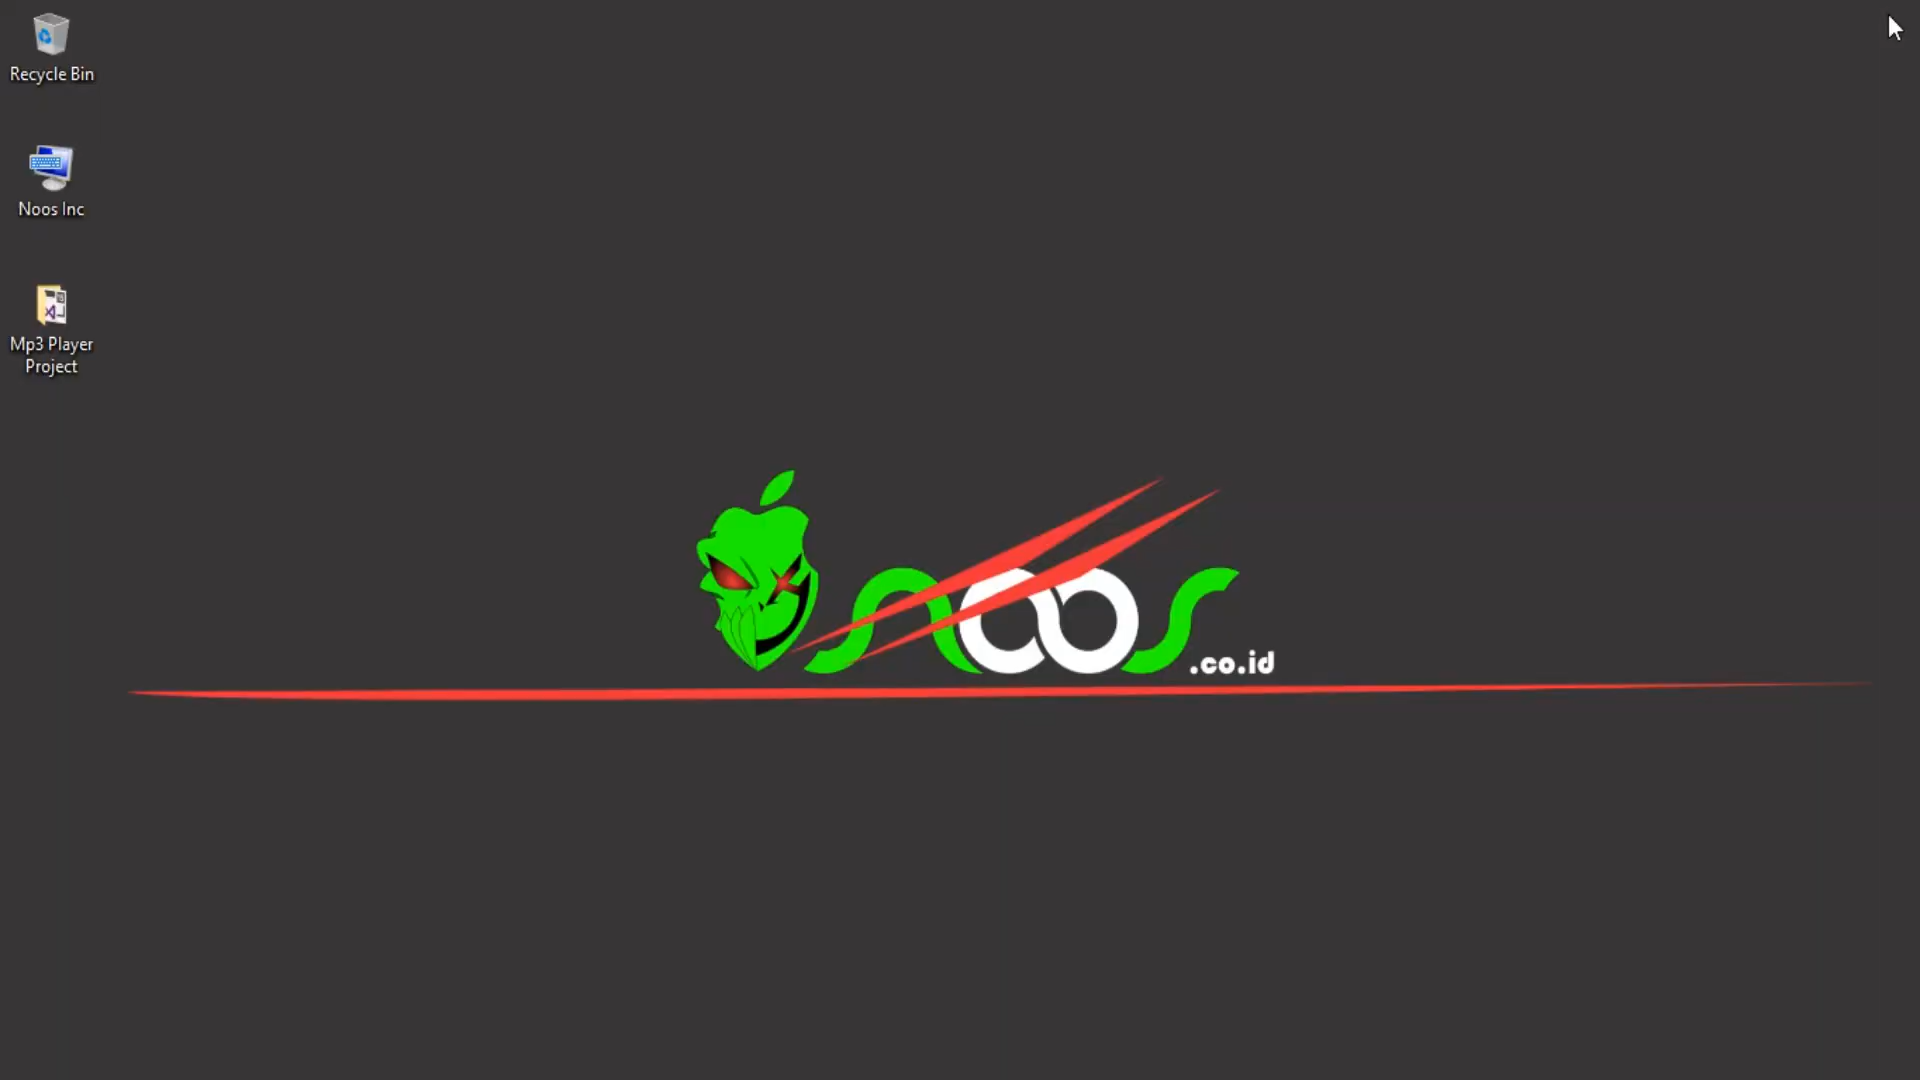 Recycle Bin
Noos Inc
Mp3 Player
Project
noos
.co.id